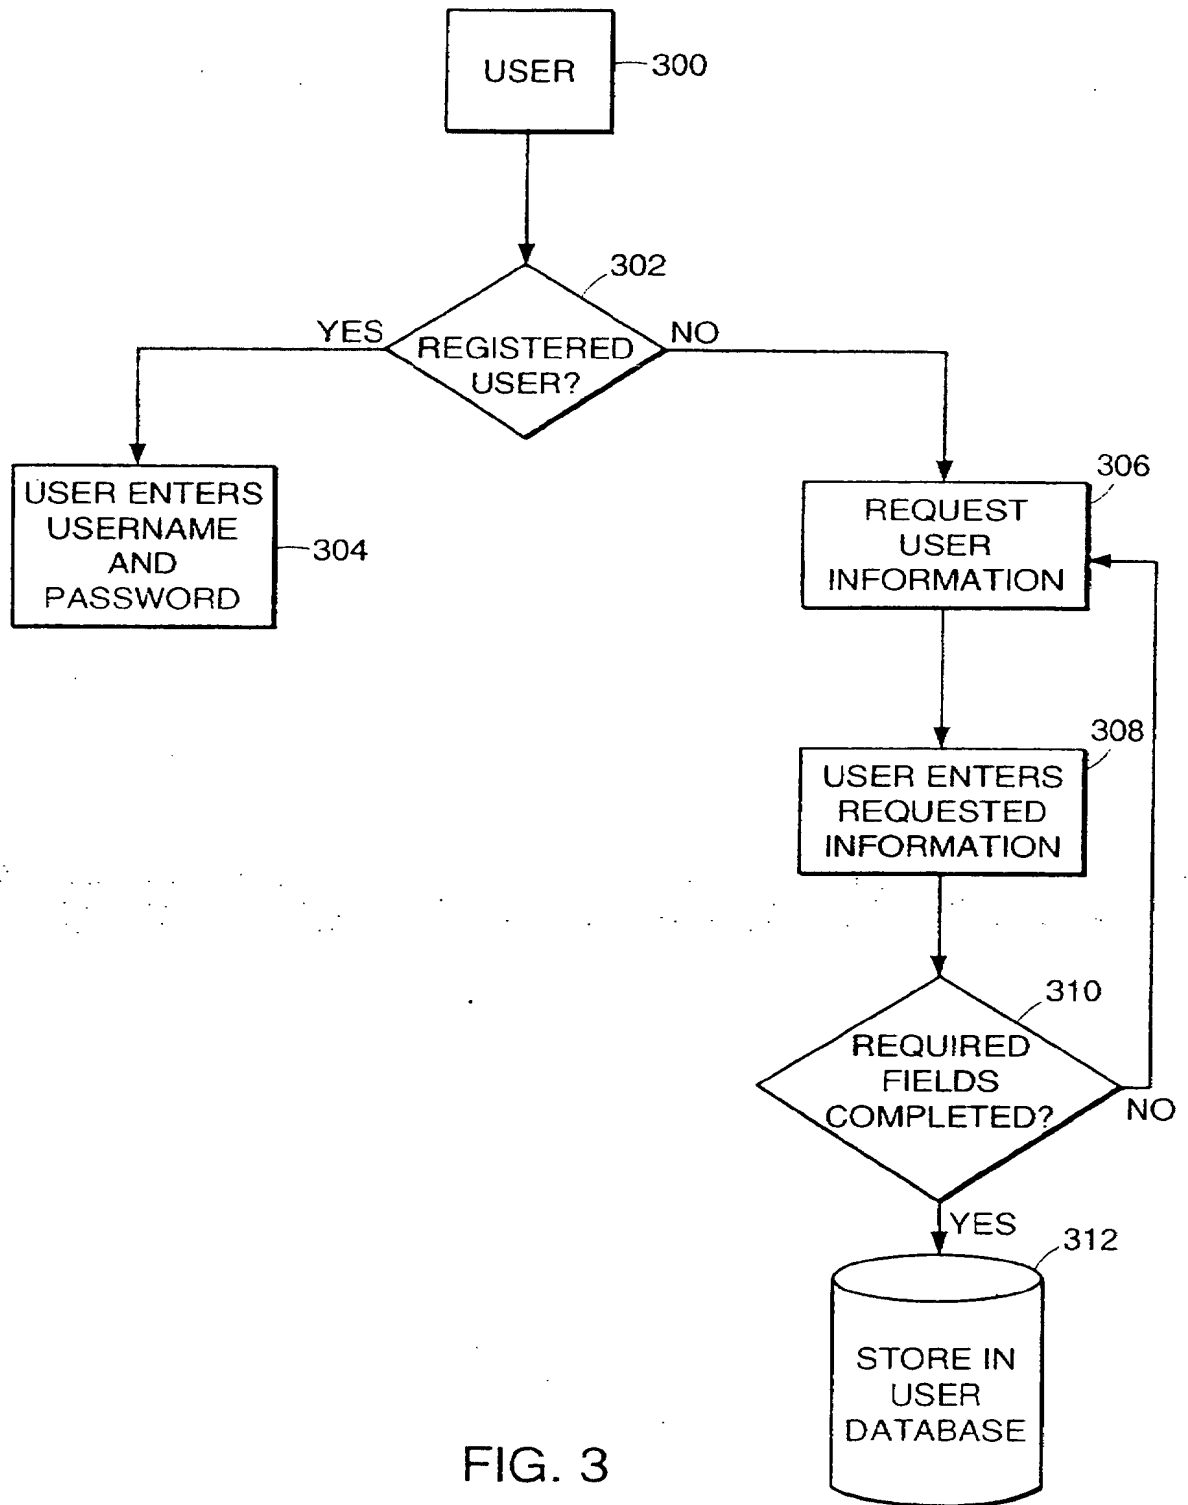 USER
300
302
YES
NO
REGISTERED
USER?
306
USER ENTERS
USERNAME
AND
PASSWORD
304
REQUEST
USER
INFORMATION
308
USER ENTERS
REQUESTED
INFORMATION
310
REQUIRED
FIELDS
COMPLETED?
NO
YES
312
STORE IN
USER
DATABASE
FIG. 3